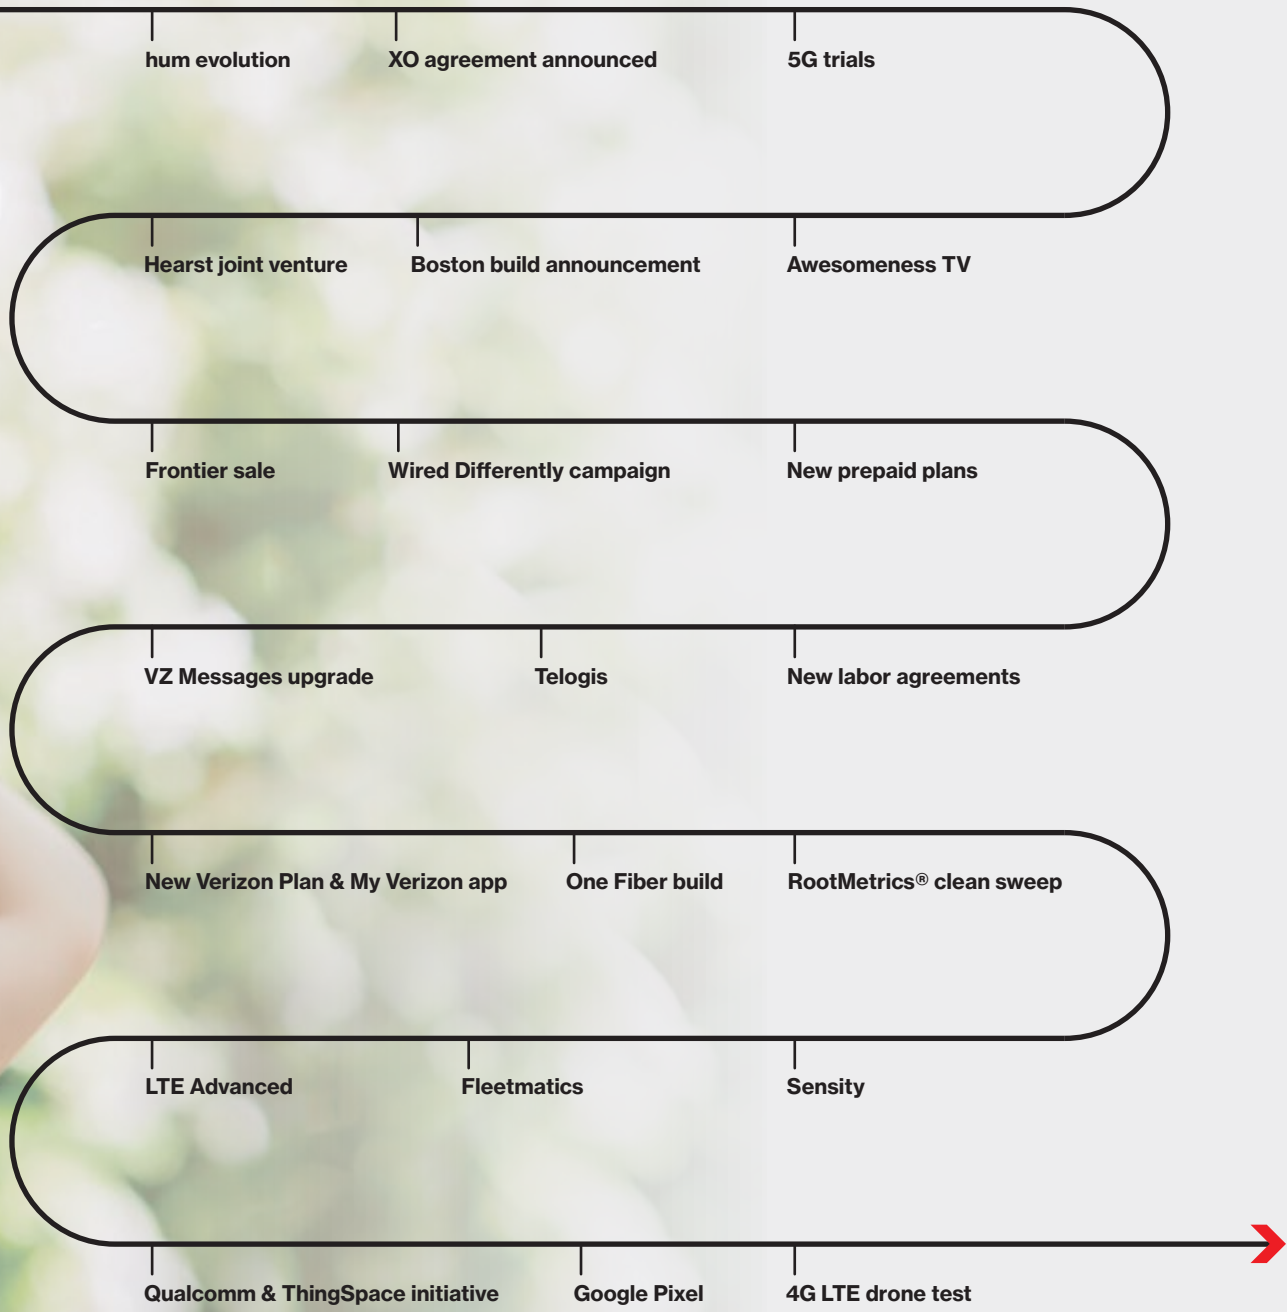 hum evolution
XO agreement announced
5G trials
Hearst joint venture
Boston build announcement
Awesomeness TV
Frontier sale
Wired Differently campaign
New prepaid plans
VZ Messages upgrade
Telogis
New labor agreements
New Verizon Plan & My Verizon app
One Fiber build
RootMetrics® clean sweep
LTE Advanced
Fleetmatics
Sensity
Qualcomm & ThingSpace initiative
Google Pixel
4G LTE drone test